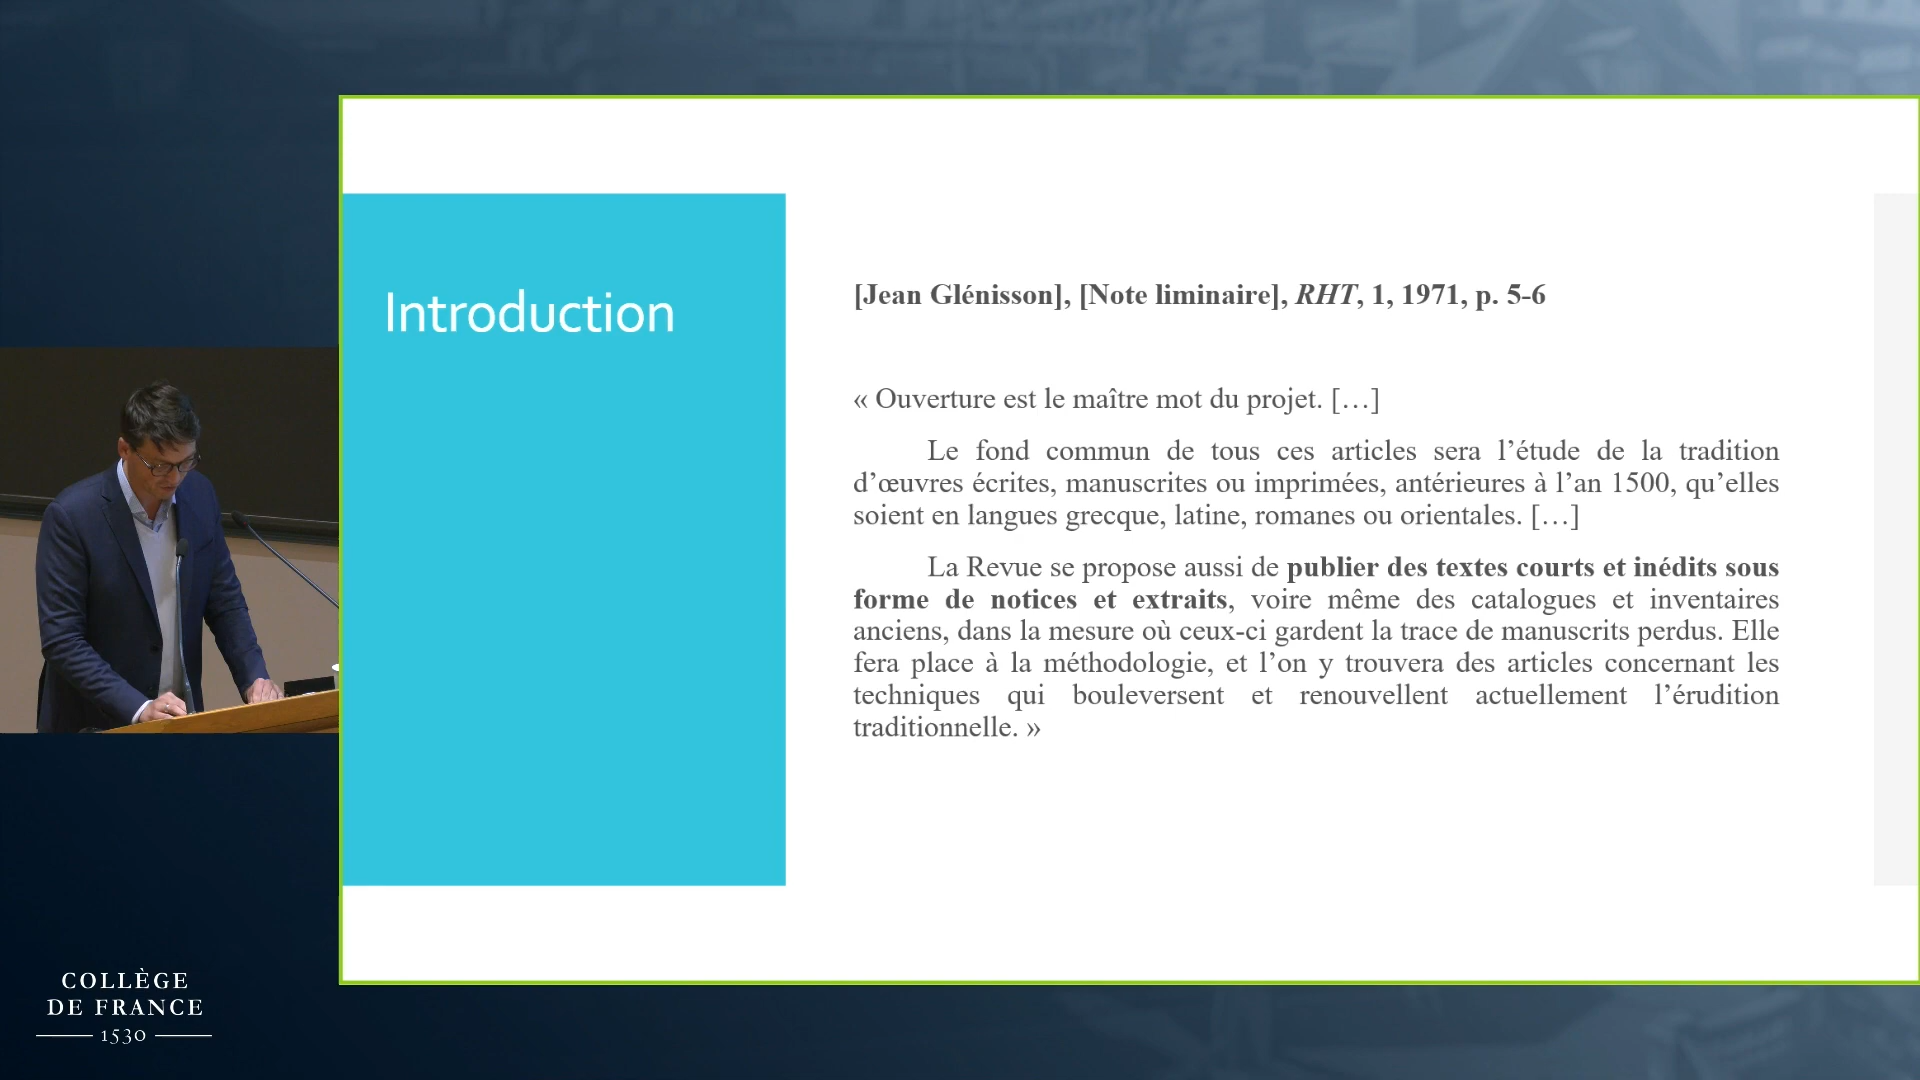 Introduction
[Jean Glénisson], [Note liminaire], RHT, 1, 1971, p. 5-6
« Ouverture est le maître mot du projet. […]
Le fond commun de tous ces articles sera l’étude de la tradition
d’œuvres écrites, manuscrites ou imprimées, antérieures à l’an 1500, qu’elles
soient en langues grecque, latine, romanes ou orientales. […]
La Revue se propose aussi de publier des textes courts et inédits sous
forme de notices et extraits, voire même des catalogues et inventaires
anciens, dans la mesure où ceux-ci gardent la trace de manuscrits perdus. Elle
fera place à la méthodologie, et l’on y trouvera des articles concernant les
techniques qui bouleversent et renouvellent actuellement l’érudition
traditionnelle. »
COLLÈGE
DE FRANCE
1530